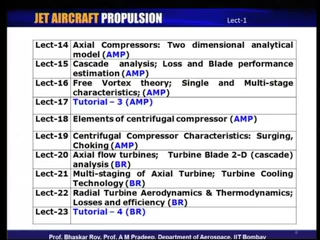 JET AIRCRAFT PROPULSION
Lect-1
Lect-14 Axial Compressors: Two dimensional analytical
model (AMP)
Lect-15 Cascade analysis; Loss and Blade performance
estimation (AMP)
Lect-16 Free Vortex theory; Single and Multi-stage
characteristics; (AMP)
Lect-17 Tutorial – 3 (AMP)
Lect-18 Elements of centrifugal compressor (AMP)
Lect-19 Centrifugal Compressor Characteristics: Surging,
Choking (AMP)
Lect-20 Axial flow turbines; Turbine Blade 2-D (cascade)
analysis (BR)
Lect-21 Multi-staging of Axial Turbine; Turbine Cooling
Technology (BR)
Lect-22 Radial Turbine Aerodynamics & Thermodynamics;
Losses and efficiency (BR)
Lect-23 Tutorial – 4 (BR)
Prof. Bhaskar Roy, Prof. A M Pradeep, Department of Aerospace, IIT Bombay